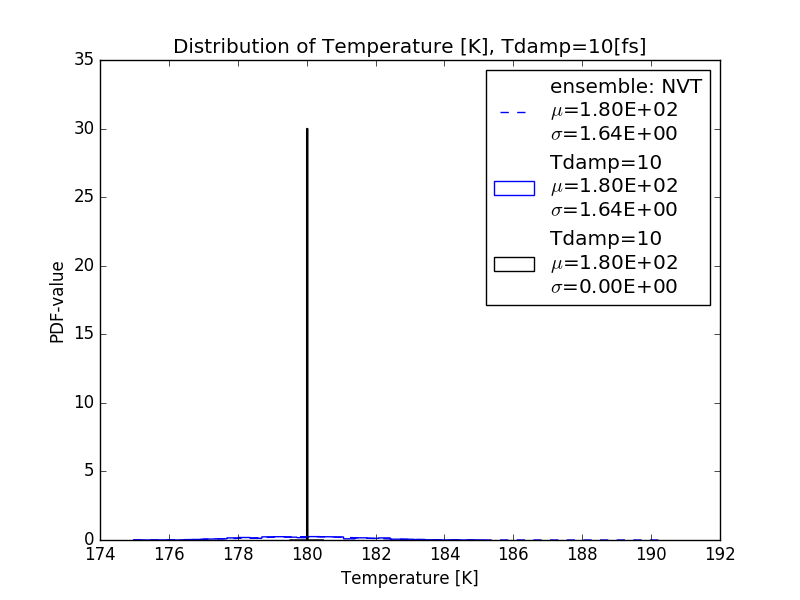 Distribution of Temperature [K], Tdamp=10[fs]
ensemble: NVT
μ=1.80E+02
σ=1.64E+00
Tdamp=10
μ=1.80E+02
σ=1.64E+00
Tdamp=10
μ=1.80E+02
σ=0.00E+00
PDF-value
35
30
25
20
15
10
5
0
174 176 178 180 182 184 186 188 190 192
Temperature [K]